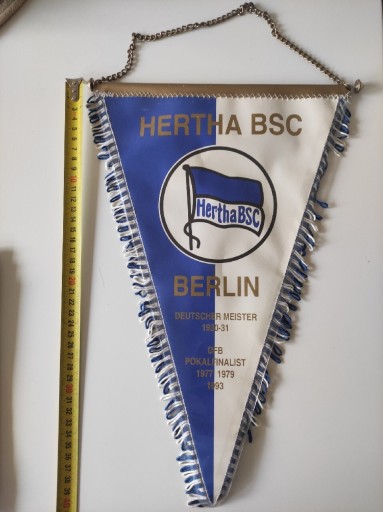 HERTHA BSC
Hertha BSC
BERLIN
DEUTSCHER MEISTER
1930-31
DFB
POKALFINALIST
1977 1979
1993